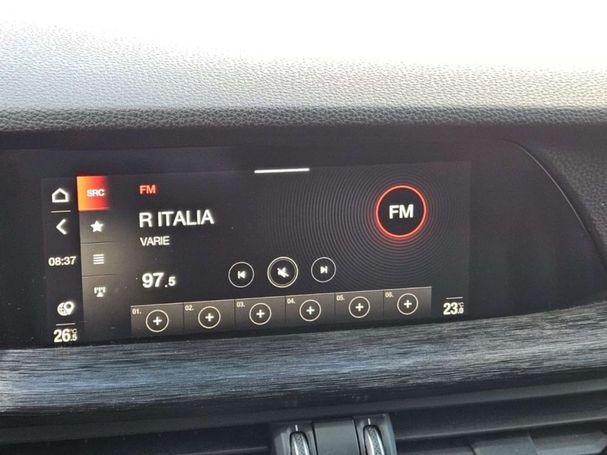 SRC
FM
R ITALIA
FM
VARIE
08:37
97.5
01. 02. 03. 04. 05. 06.
26.5°C
23.0°C